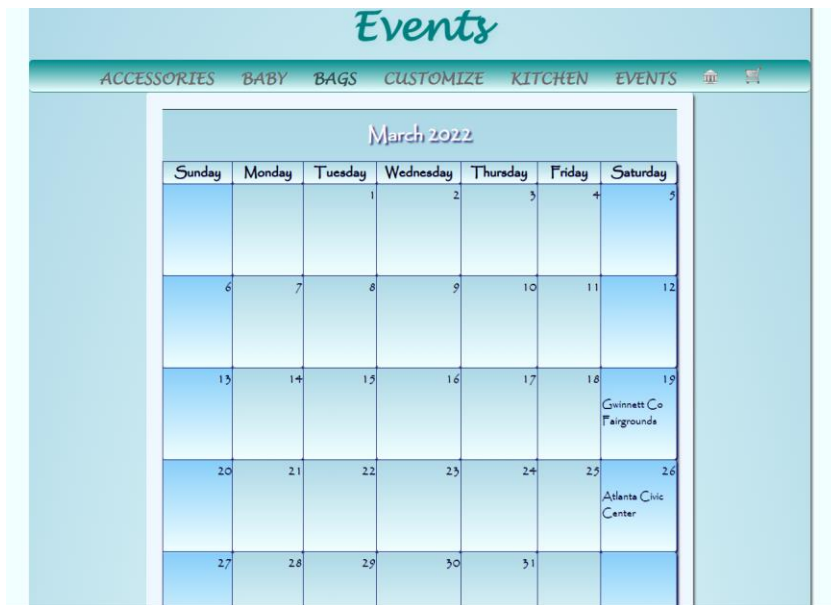 Events
ACCESSORIES BABY BAGS CUSTOMIZE KITCHEN EVENTS
March 2022
Sunday Monday Tuesday Wednesday Thursday Friday Saturday
1 2 3 4 5
6 7 8 9 10 11 12
13 14 15 16 17 18 19
Gwinnett Co
Fairgrounds
20 21 22 23 24 25 26
Atlanta Civic
Center
27 28 29 30 31